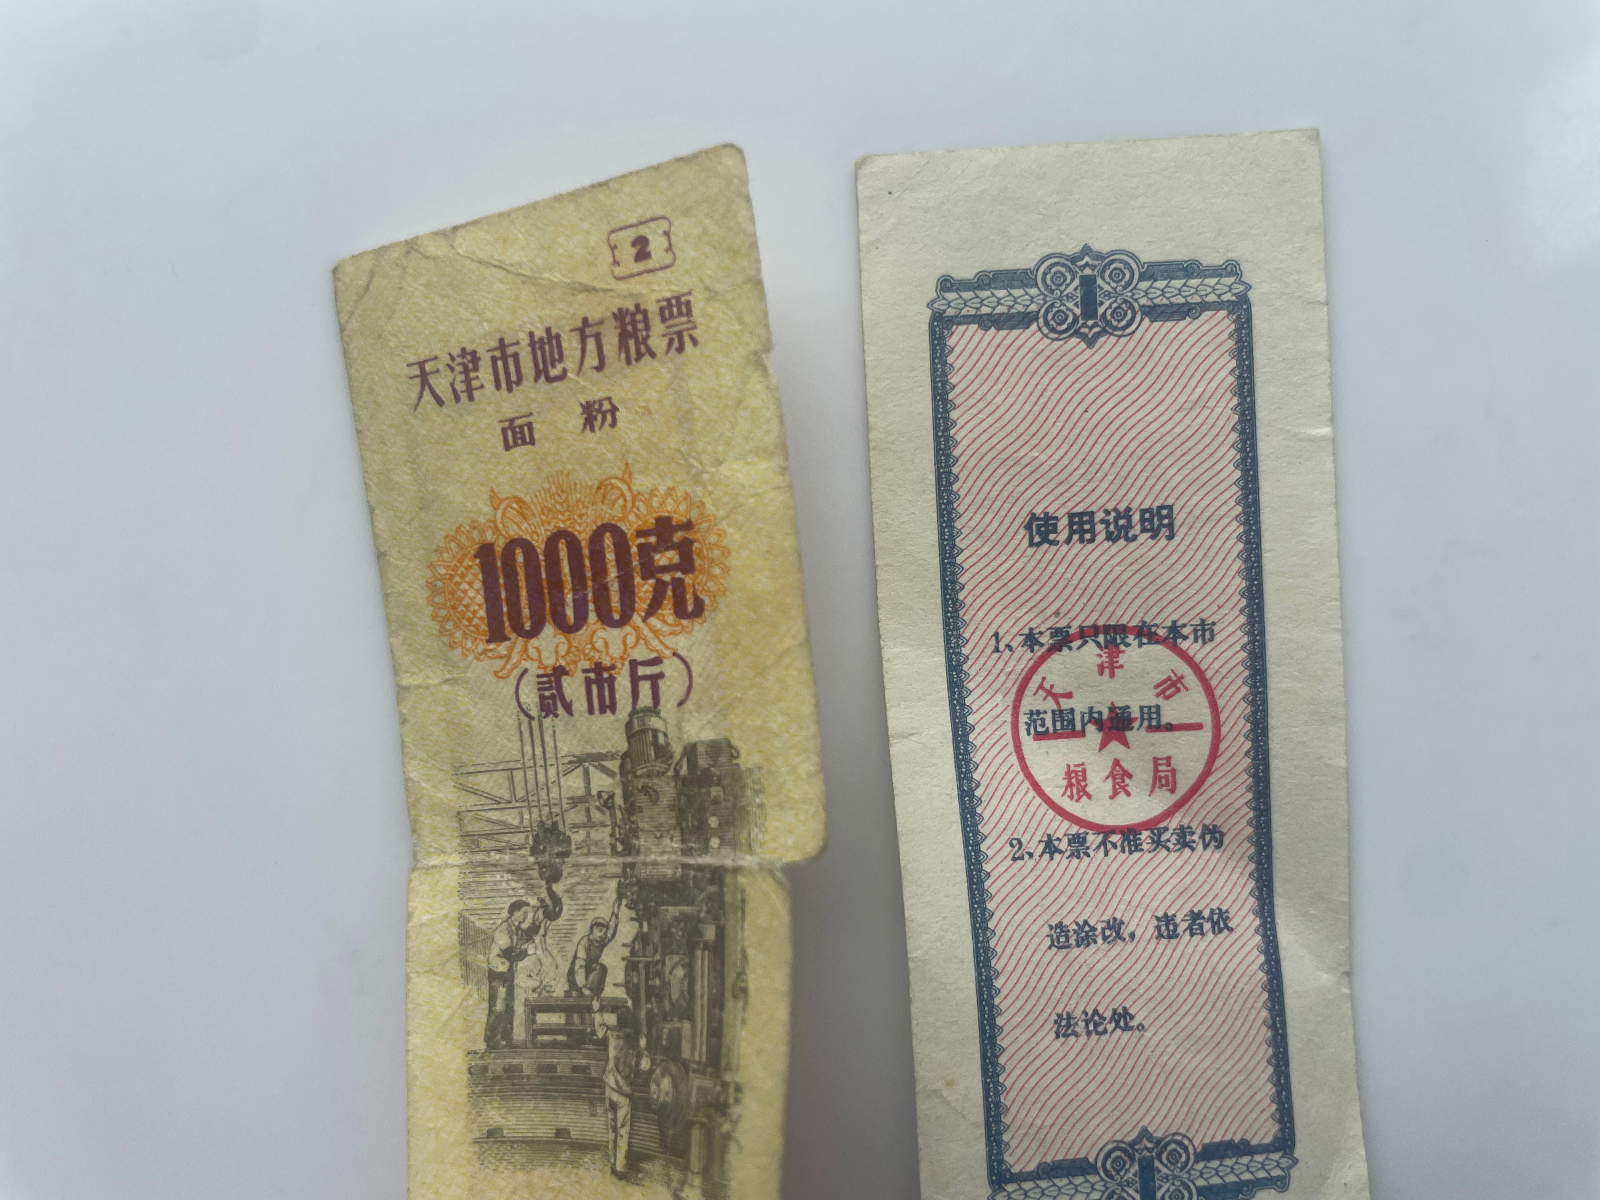 2
天津市地方粮票
面粉
1000克
(贰市斤)
使用说明
1、本票只限在本市
范围内通用。
天津市
粮食局
2、本票不准买卖伪
造涂改，违者依
法论处。